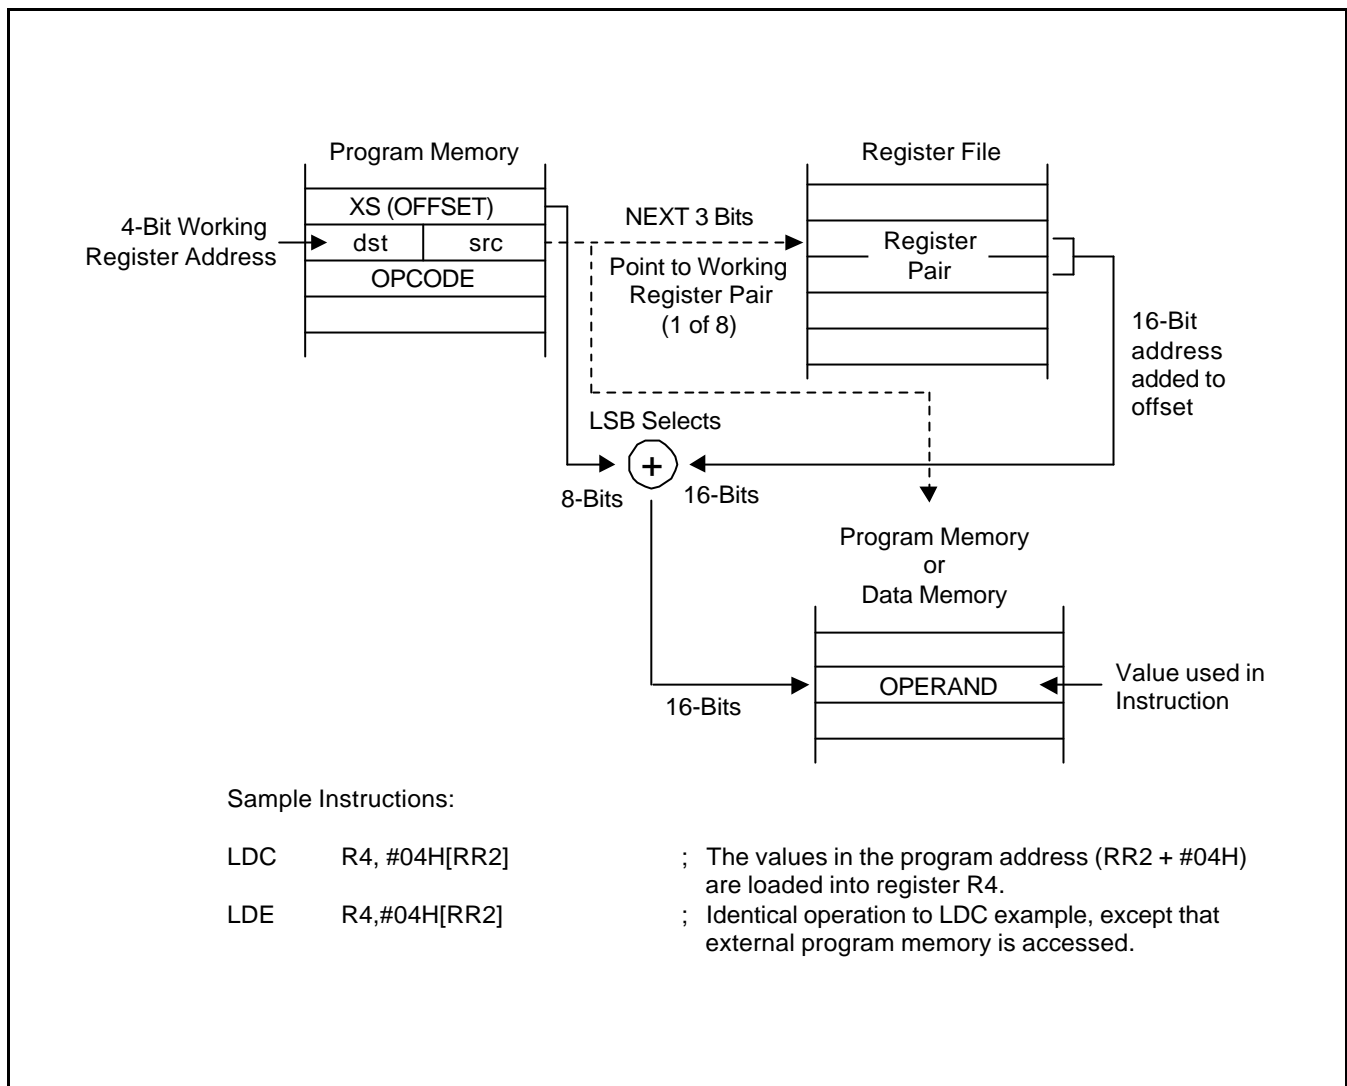 Program Memory
Register File
XS (OFFSET)
4-Bit Working
Register Address
dst
src
OPCODE
NEXT 3 Bits
Point to Working
Register Pair
(1 of 8)
Register
Pair
16-Bit
address
added to
offset
LSB Selects
+
8-Bits
16-Bits
Program Memory
or
Data Memory
16-Bits
OPERAND
Value used in
Instruction
Sample Instructions:
LDC R4, #04H[RR2] ; The values in the program address (RR2 + #04H)
are loaded into register R4.
LDE R4,#04H[RR2] ; Identical operation to LDC example, except that
external program memory is accessed.